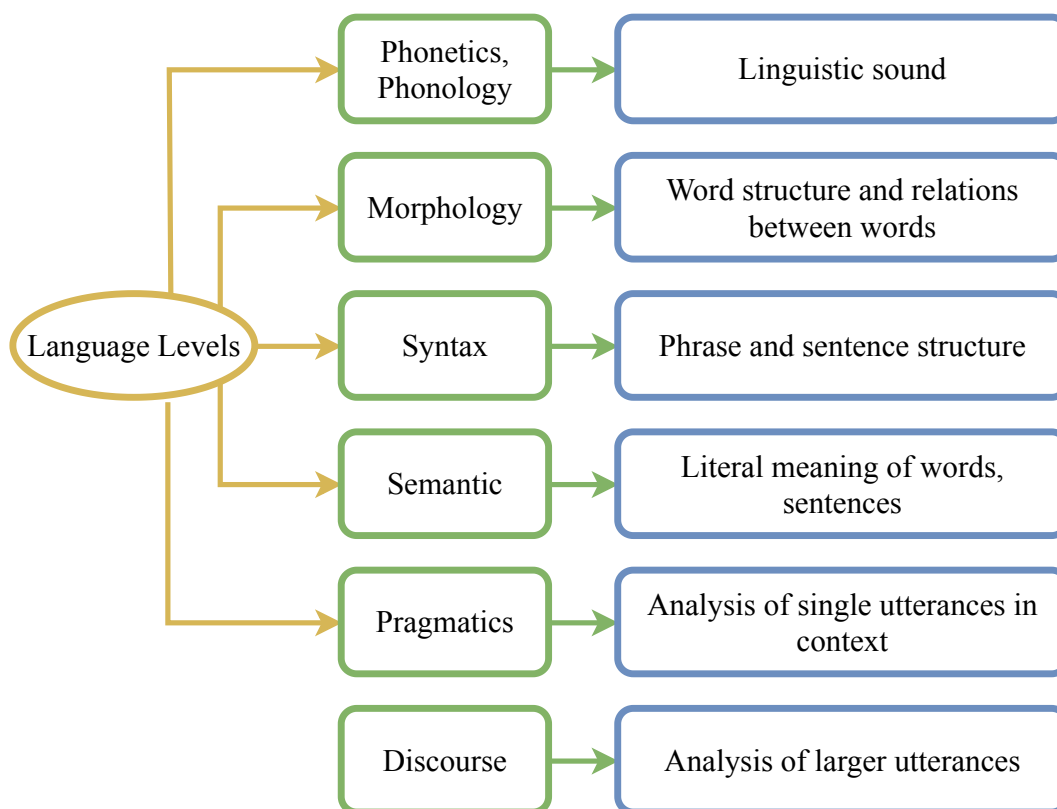 Phonetics,
Phonology
Linguistic sound
Morphology
Word structure and relations
between words
Language Levels
Syntax
Phrase and sentence structure
Semantic
Literal meaning of words,
sentences
Pragmatics
Analysis of single utterances in
context
Discourse
Analysis of larger utterances